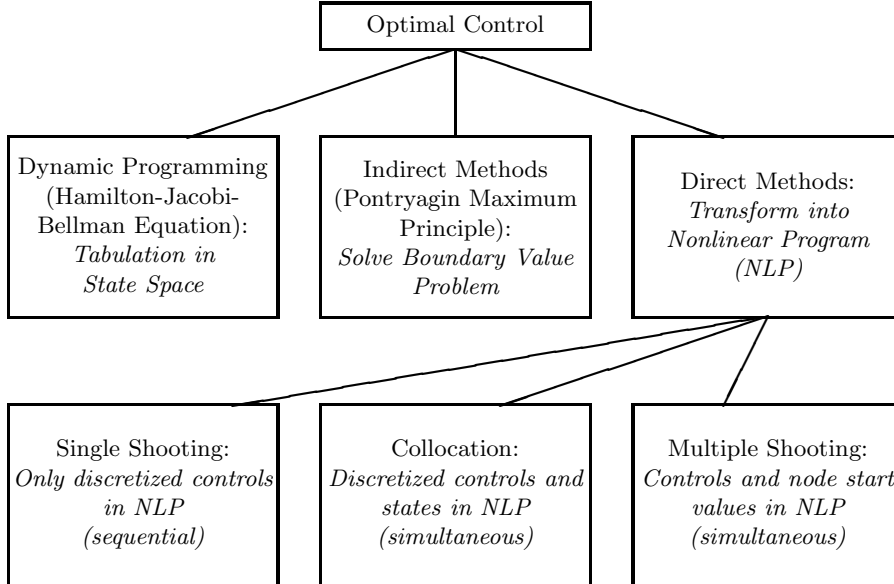 Optimal Control
Dynamic Programming
(Hamilton-Jacobi-
Bellman Equation):
Tabulation in
State Space
Indirect Methods
(Pontryagin Maximum
Principle):
Solve Boundary Value
Problem
Direct Methods:
Transform into
Nonlinear Program
(NLP)
Single Shooting:
Only discretized controls
in NLP
(sequential)
Collocation:
Discretized controls and
states in NLP
(simultaneous)
Multiple Shooting:
Controls and node start
values in NLP
(simultaneous)